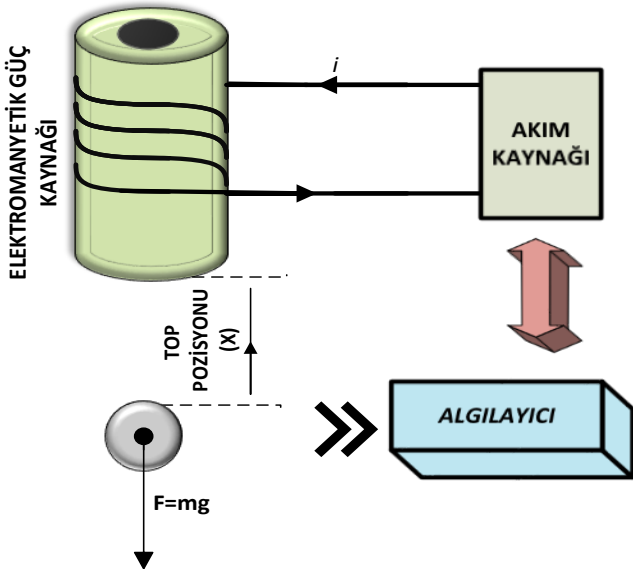 ELEKTROMANYETİK GÜÇ
KAYNAĞI
i
AKIM
KAYNAĞI
TOP
POZİSYONU
(X)
ALGILAYICI
F=mg